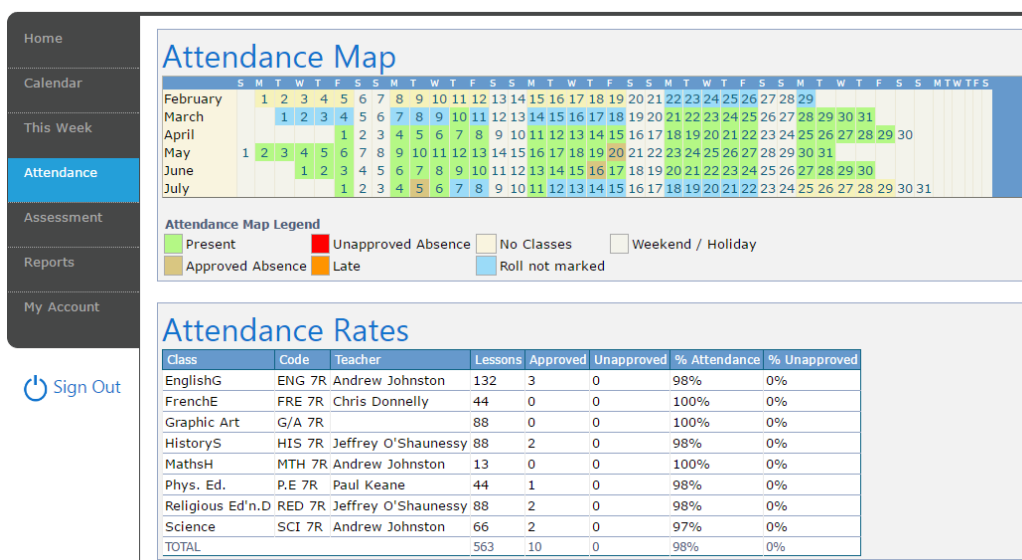 Home
Calendar
This Week
Attendance
Assessment
Reports
My Account
Sign Out
Attendance Map
S M T W T F S S M T W T F S S M T W T F S S M T W T F S S M T W T F S S M T W T F S
February 1 2 3 4 5 6 7 8 9 10 11 12 13 14 15 16 17 18 19 20 21 22 23 24 25 26 27 28 29
March 1 2 3 4 5 6 7 8 9 10 11 12 13 14 15 16 17 18 19 20 21 22 23 24 25 26 27 28 29 30 31
April 1 2 3 4 5 6 7 8 9 10 11 12 13 14 15 16 17 18 19 20 21 22 23 24 25 26 27 28 29 30
May 1 2 3 4 5 6 7 8 9 10 11 12 13 14 15 16 17 18 19 20 21 22 23 24 25 26 27 28 29 30 31
June 1 2 3 4 5 6 7 8 9 10 11 12 13 14 15 16 17 18 19 20 21 22 23 24 25 26 27 28 29 30
July 1 2 3 4 5 6 7 8 9 10 11 12 13 14 15 16 17 18 19 20 21 22 23 24 25 26 27 28 29 30 31
Attendance Map Legend
Present Unapproved Absence No Classes Weekend / Holiday
Approved Absence Late Roll not marked
Attendance Rates
Class Code Teacher Lessons Approved Unapproved % Attendance % Unapproved
EnglishG ENG 7R Andrew Johnston 132 3 0 98% 0%
FrenchE FRE 7R Chris Donnelly 44 0 0 100% 0%
Graphic Art G/A 7R 88 0 0 100% 0%
HistoryS HIS 7R Jeffrey O'Shaunessy 88 2 0 98% 0%
MathsH MTH 7R Andrew Johnston 13 0 0 100% 0%
Phys. Ed. P.E 7R Paul Keane 44 1 0 98% 0%
Religious Ed'n.D RED 7R Jeffrey O'Shaunessy 88 2 0 98% 0%
Science SCI 7R Andrew Johnston 66 2 0 97% 0%
TOTAL 563 10 0 98% 0%